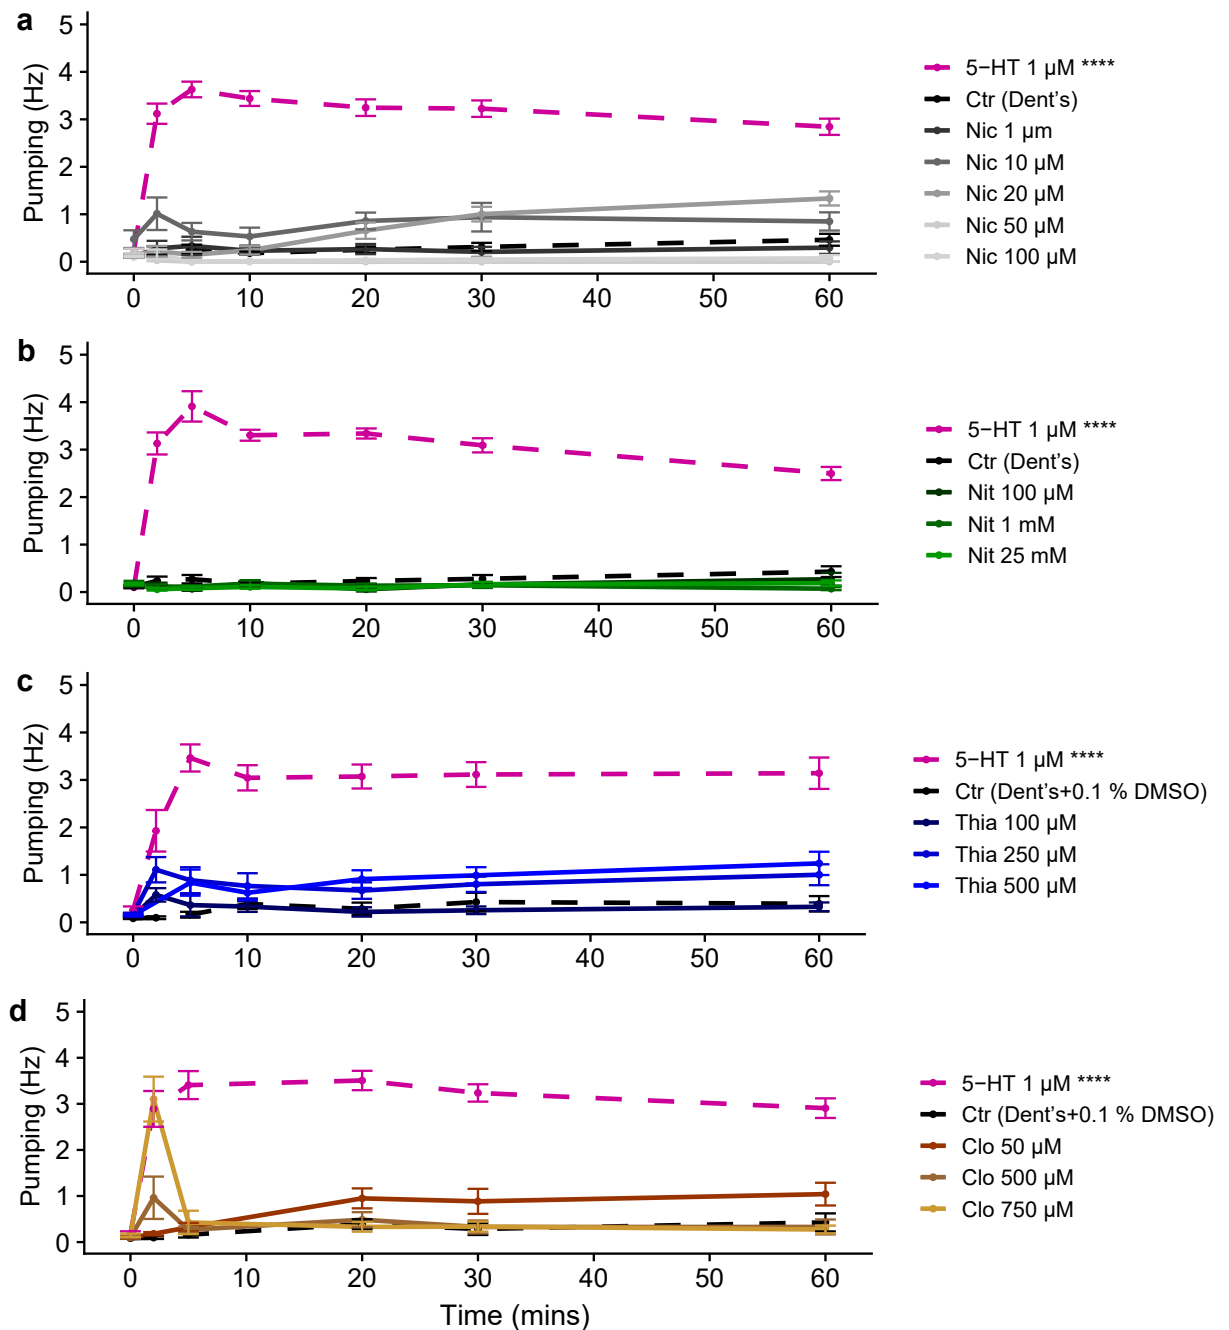 a
5
4
3
2
1
0
Pumping (Hz)
0 10 20 30 40 50 60
5−HT 1 µM ****
Ctr (Dent's)
Nic 1 µm
Nic 10 µM
Nic 20 µM
Nic 50 µM
Nic 100 µM
b
5
4
3
2
1
0
Pumping (Hz)
0 10 20 30 40 50 60
5−HT 1 µM ****
Ctr (Dent's)
Nit 100 µM
Nit 1 mM
Nit 25 mM
c
5
4
3
2
1
0
Pumping (Hz)
0 10 20 30 40 50 60
5−HT 1 µM ****
Ctr (Dent's+0.1 % DMSO)
Thia 100 µM
Thia 250 µM
Thia 500 µM
d
5
4
3
2
1
0
Pumping (Hz)
0 10 20 30 40 50 60
Time (mins)
5−HT 1 µM ****
Ctr (Dent's+0.1 % DMSO)
Clo 50 µM
Clo 500 µM
Clo 750 µM